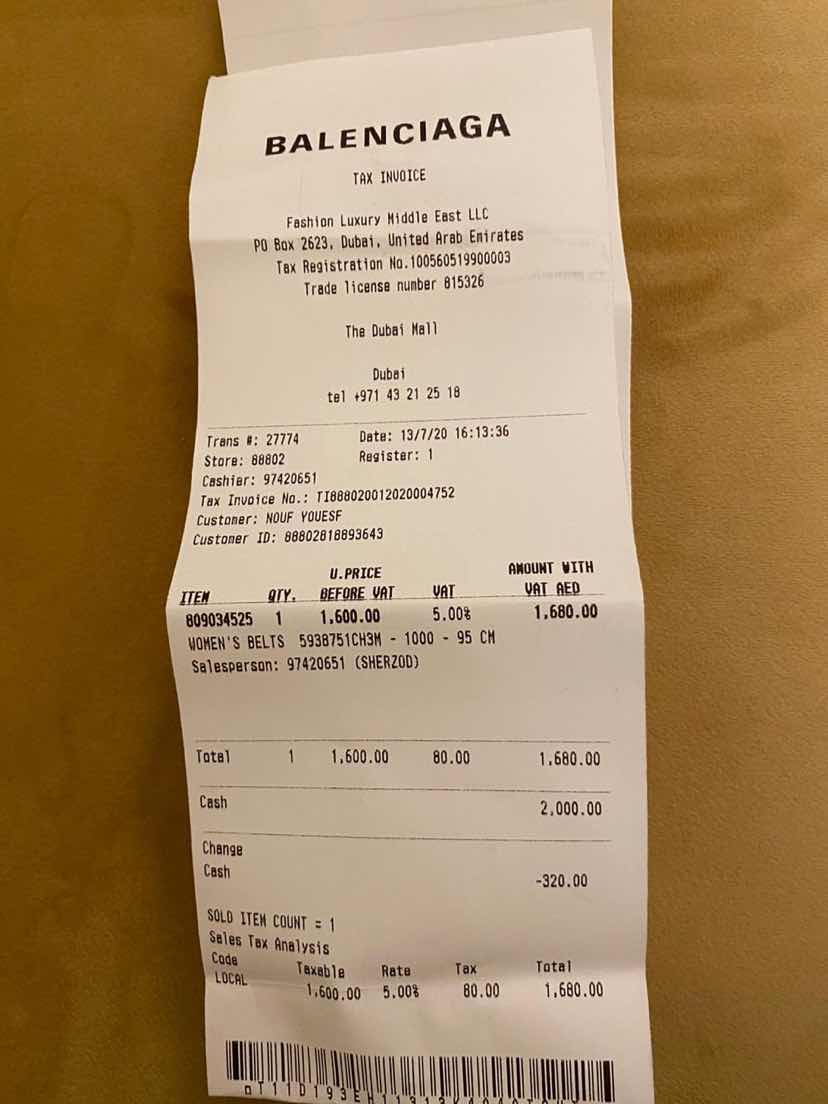 BALENCIAGA
TAX INVOICE
Fashion Luxury Middle East LLC
PO Box 2623, Dubai, United Arab Emirates
Tax Registration No.100560519900003
Trade license number 815326
The Dubai Mall
Dubai
tel +971 43 21 25 18
Trans #: 27774 Date: 13/7/20 16:13:36
Store: 88802 Register: 1
Cashier: 97420651
Tax Invoice No.: TI888020012020004752
Customer: NOUF YOUESF
Customer ID: 88802818893643
U.PRICE AMOUNT WITH
ITEM QTY. BEFORE VAT VAT VAT AED
809034525 1 1,600.00 5.00% 1,680.00
WOMEN'S BELTS 5938751CH3M - 1000 - 95 CM
Salesperson: 97420651 (SHERZOD)
Total 1 1,600.00 80.00 1,680.00
Cash 2,000.00
Change
Cash -320.00
SOLD ITEM COUNT = 1
Sales Tax Analysis
Code Taxable Rate Tax Total
LOCAL 1,600.00 5.00% 80.00 1,680.00